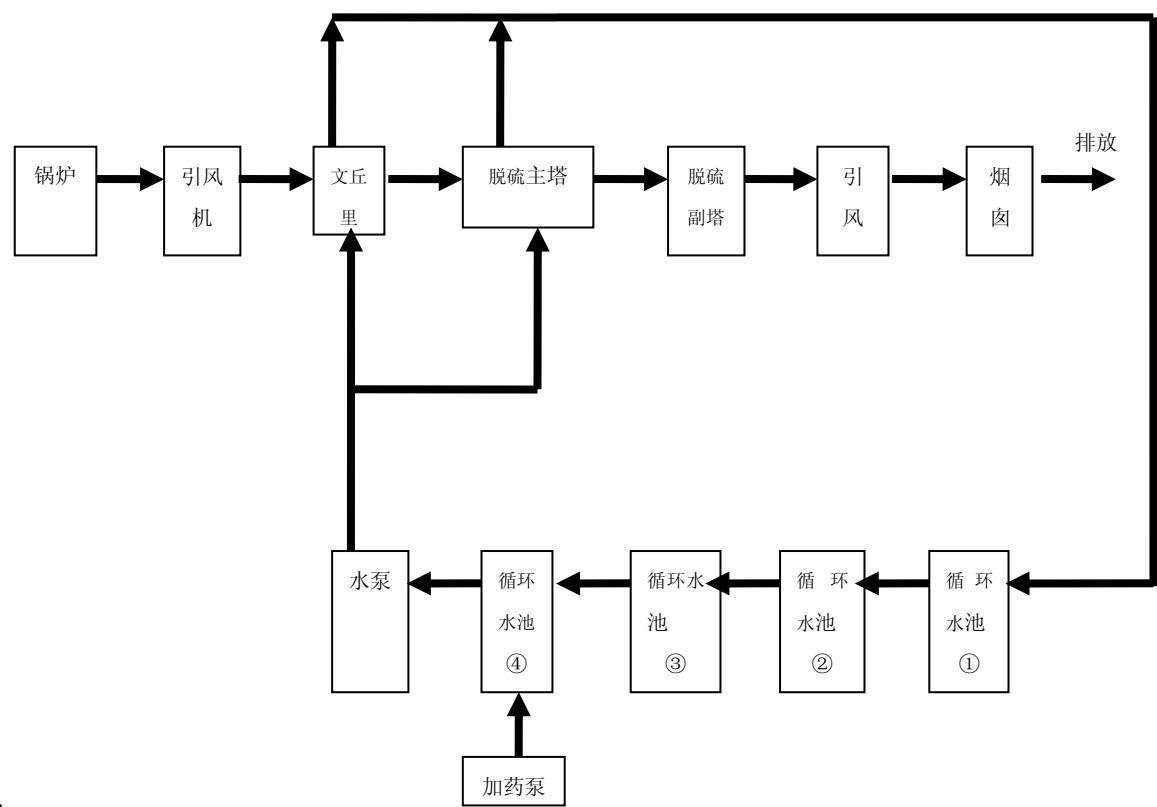 排放
锅炉
引风
机
文丘
里
脱硫主塔
脱硫
副塔
引
风
烟
囱
水泵
循环
水池
④
循环水
池
③
循 环
水池
②
循 环
水池
①
加药泵